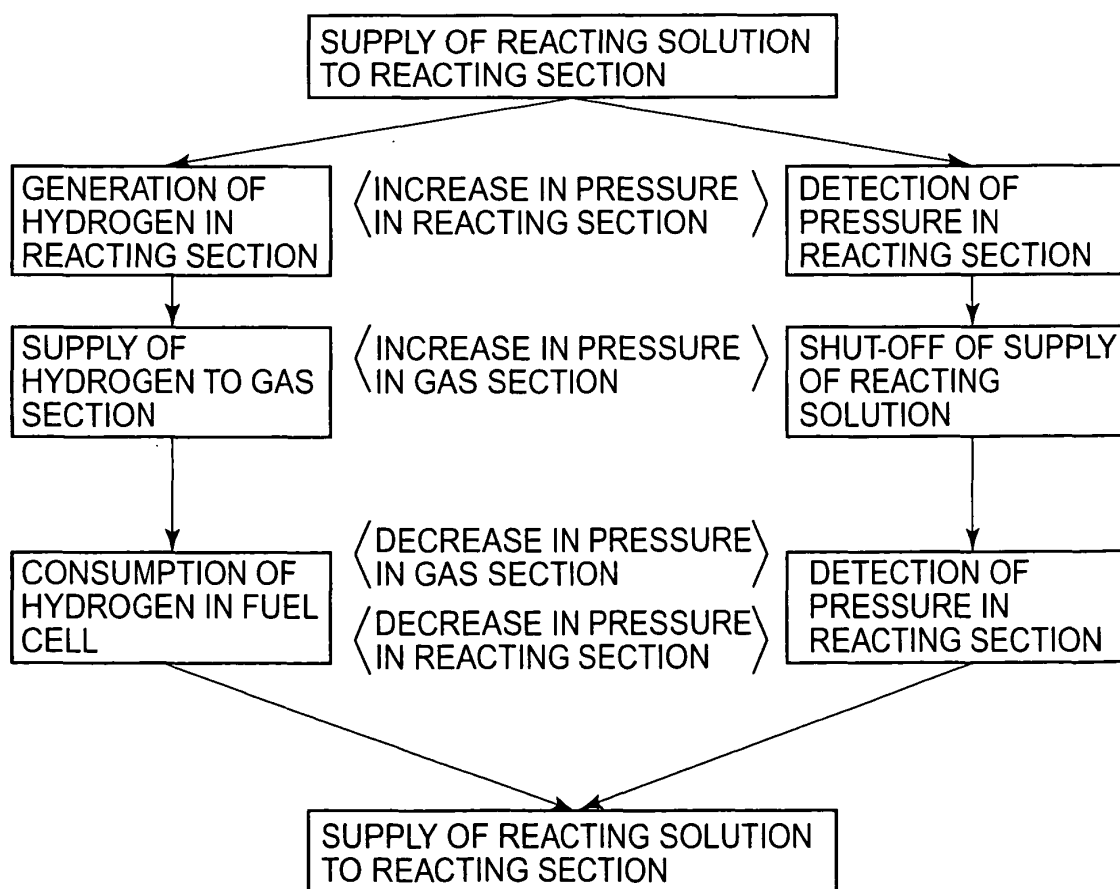 SUPPLY OF REACTING SOLUTION
TO REACTING SECTION
GENERATION OF
HYDROGEN IN
REACTING SECTION
〈INCREASE IN PRESSURE
IN REACTING SECTION〉
DETECTION OF
PRESSURE IN
REACTING SECTION
SUPPLY OF
HYDROGEN TO GAS
SECTION
〈INCREASE IN PRESSURE
IN GAS SECTION〉
SHUT-OFF OF SUPPLY
OF REACTING
SOLUTION
CONSUMPTION OF
HYDROGEN IN FUEL
CELL
〈DECREASE IN PRESSURE
IN GAS SECTION〉
〈DECREASE IN PRESSURE
IN REACTING SECTION〉
DETECTION OF
PRESSURE IN
REACTING SECTION
SUPPLY OF REACTING SOLUTION
TO REACTING SECTION